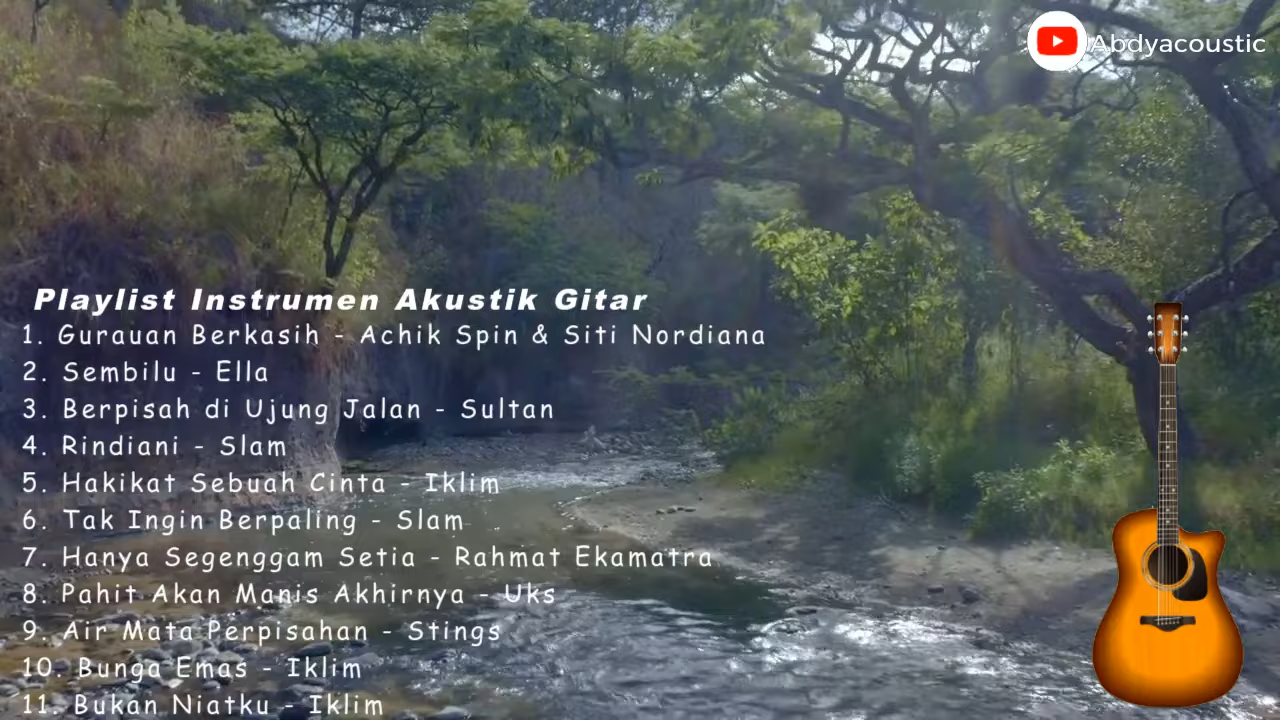 Abdyacoustic
Playlist Instrumen Akustik Gitar
1. Gurauan Berkasih - Achik Spin & Siti Nordiana
2. Sembilu - Ella
3. Berpisah di Ujung Jalan - Sultan
4. Rindiani - Slam
5. Hakikat Sebuah Cinta - Iklim
6. Tak Ingin Berpaling - Slam
7. Hanya Segenggam Setia - Rahmat Ekamatra
8. Pahit Akan Manis Akhirnya - Uks
9. Air Mata Perpisahan - Stings
10. Bunga Emas - Iklim
11. Bukan Niatku - Iklim